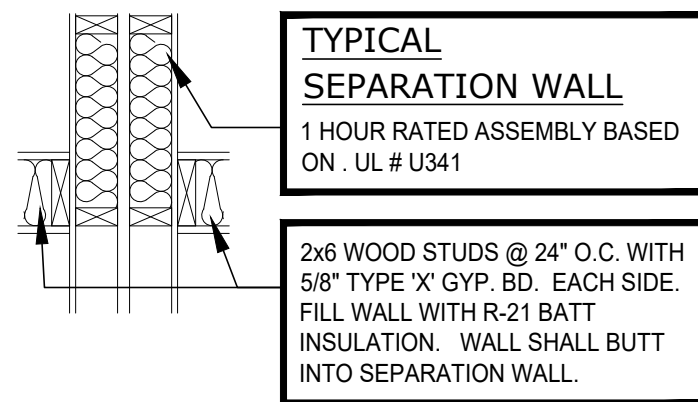 TYPICAL
SEPARATION WALL
1 HOUR RATED ASSEMBLY BASED
ON . UL # U341
2x6 WOOD STUDS @ 24" O.C. WITH
5/8" TYPE 'X' GYP. BD. EACH SIDE.
FILL WALL WITH R-21 BATT
INSULATION. WALL SHALL BUTT
INTO SEPARATION WALL.